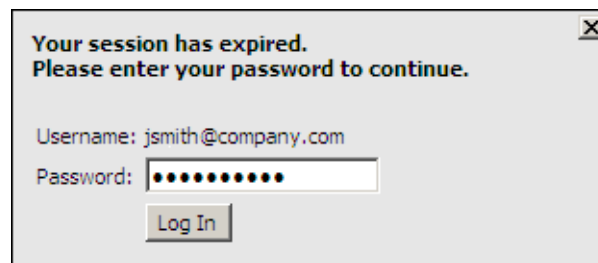 Your session has expired.
Please enter your password to continue.
Username: jsmith@company.com
Password: ●●●●●●●●●●
Log In